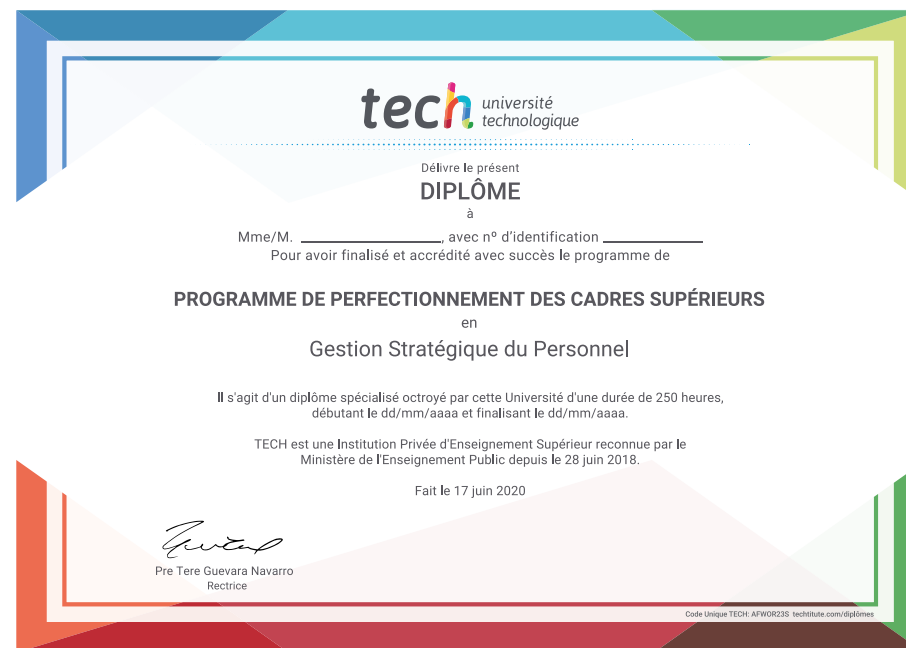 tech université
technologique
Délivre le présent
DIPLÔME
à
Mme/M. ____________________, avec nº d'identification ______________
Pour avoir finalisé et accrédité avec succès le programme de
PROGRAMME DE PERFECTIONNEMENT DES CADRES SUPÉRIEURS
en
Gestion Stratégique du Personnel
Il s'agit d'un diplôme spécialisé octroyé par cette Université d'une durée de 250 heures,
débutant le dd/mm/aaaa et finalisant le dd/mm/aaaa.
TECH est une Institution Privée d'Enseignement Supérieur reconnue par le
Ministère de l'Enseignement Public depuis le 28 juin 2018.
Fait le 17 juin 2020
Pre Tere Guevara Navarro
Rectrice
Code Unique TECH: AFWOR23S techtitute.com/diplômes